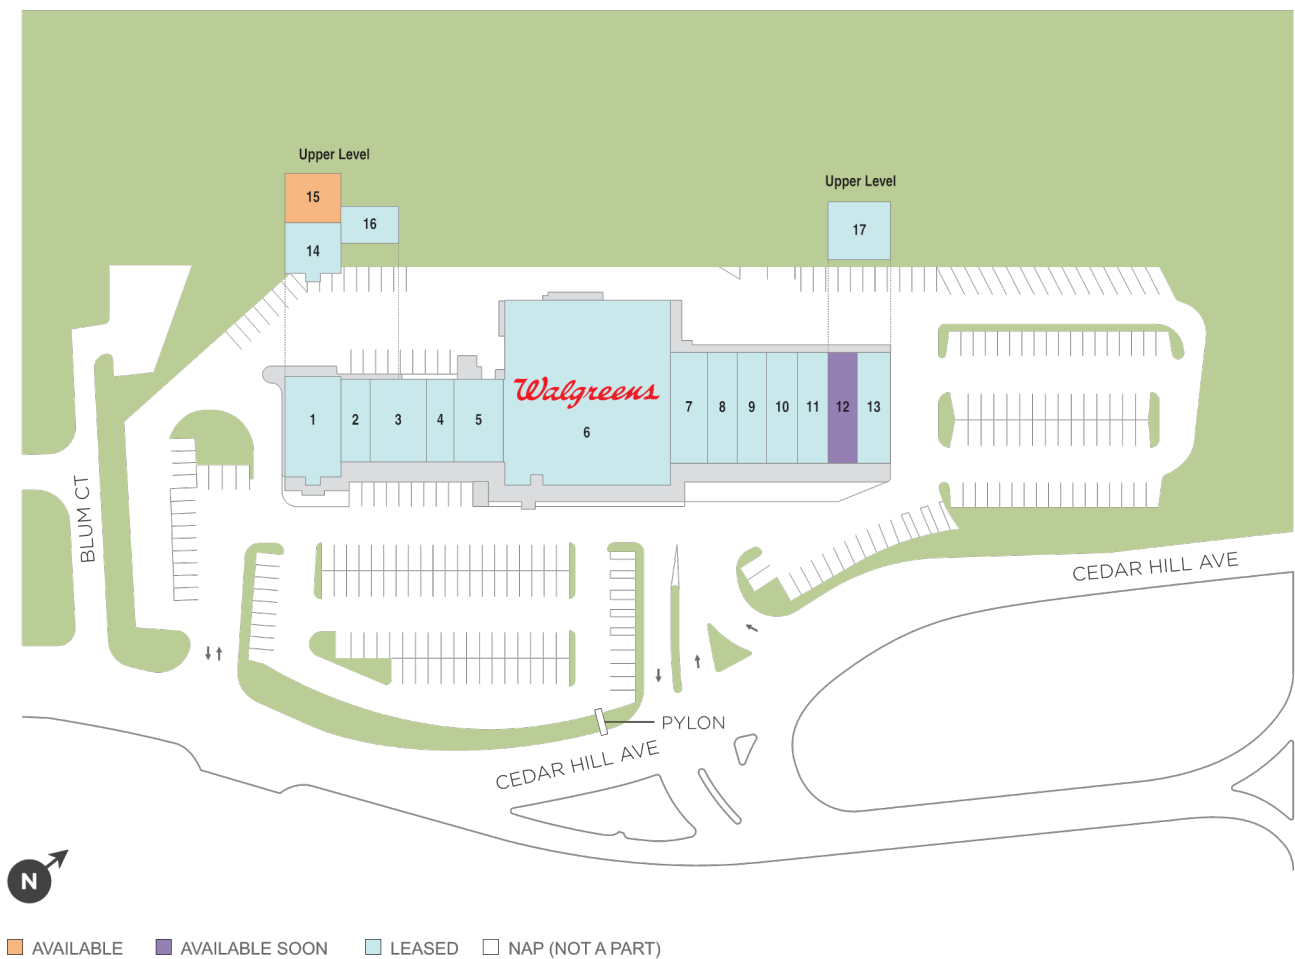 Upper Level
15
16
14
Upper Level
17
1
2
3
4
5
Walgreens
6
7
8
9
10
11
12
13
BLUM CT
CEDAR HILL AVE
PYLON
CEDAR HILL AVE
N
AVAILABLE
AVAILABLE SOON
LEASED
NAP (NOT A PART)